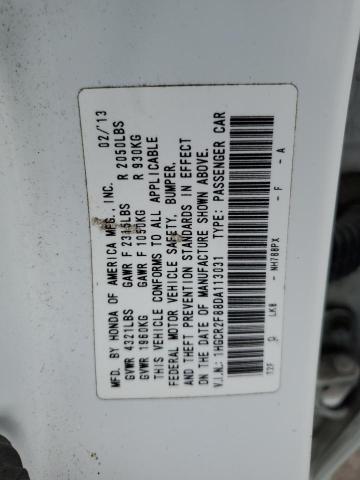 MFD. BY HONDA OF AMERICA MFG., INC. 02/'13
GVWR 4321LBS GAWR F 2315LBS R 2050LBS
GVWR 1960KG GAWR F 1050KG R 930KG
THIS VEHICLE CONFORMS TO ALL APPLICABLE
FEDERAL MOTOR VEHICLE SAFETY, BUMPER,
AND THEFT PREVENTION STANDARDS IN EFFECT
ON THE DATE OF MANUFACTURE SHOWN ABOVE.
V.I.N.: 1HGCR2F88DA113031 TYPE: PASSENGER CAR
T2F LKB NH788PX - F - A